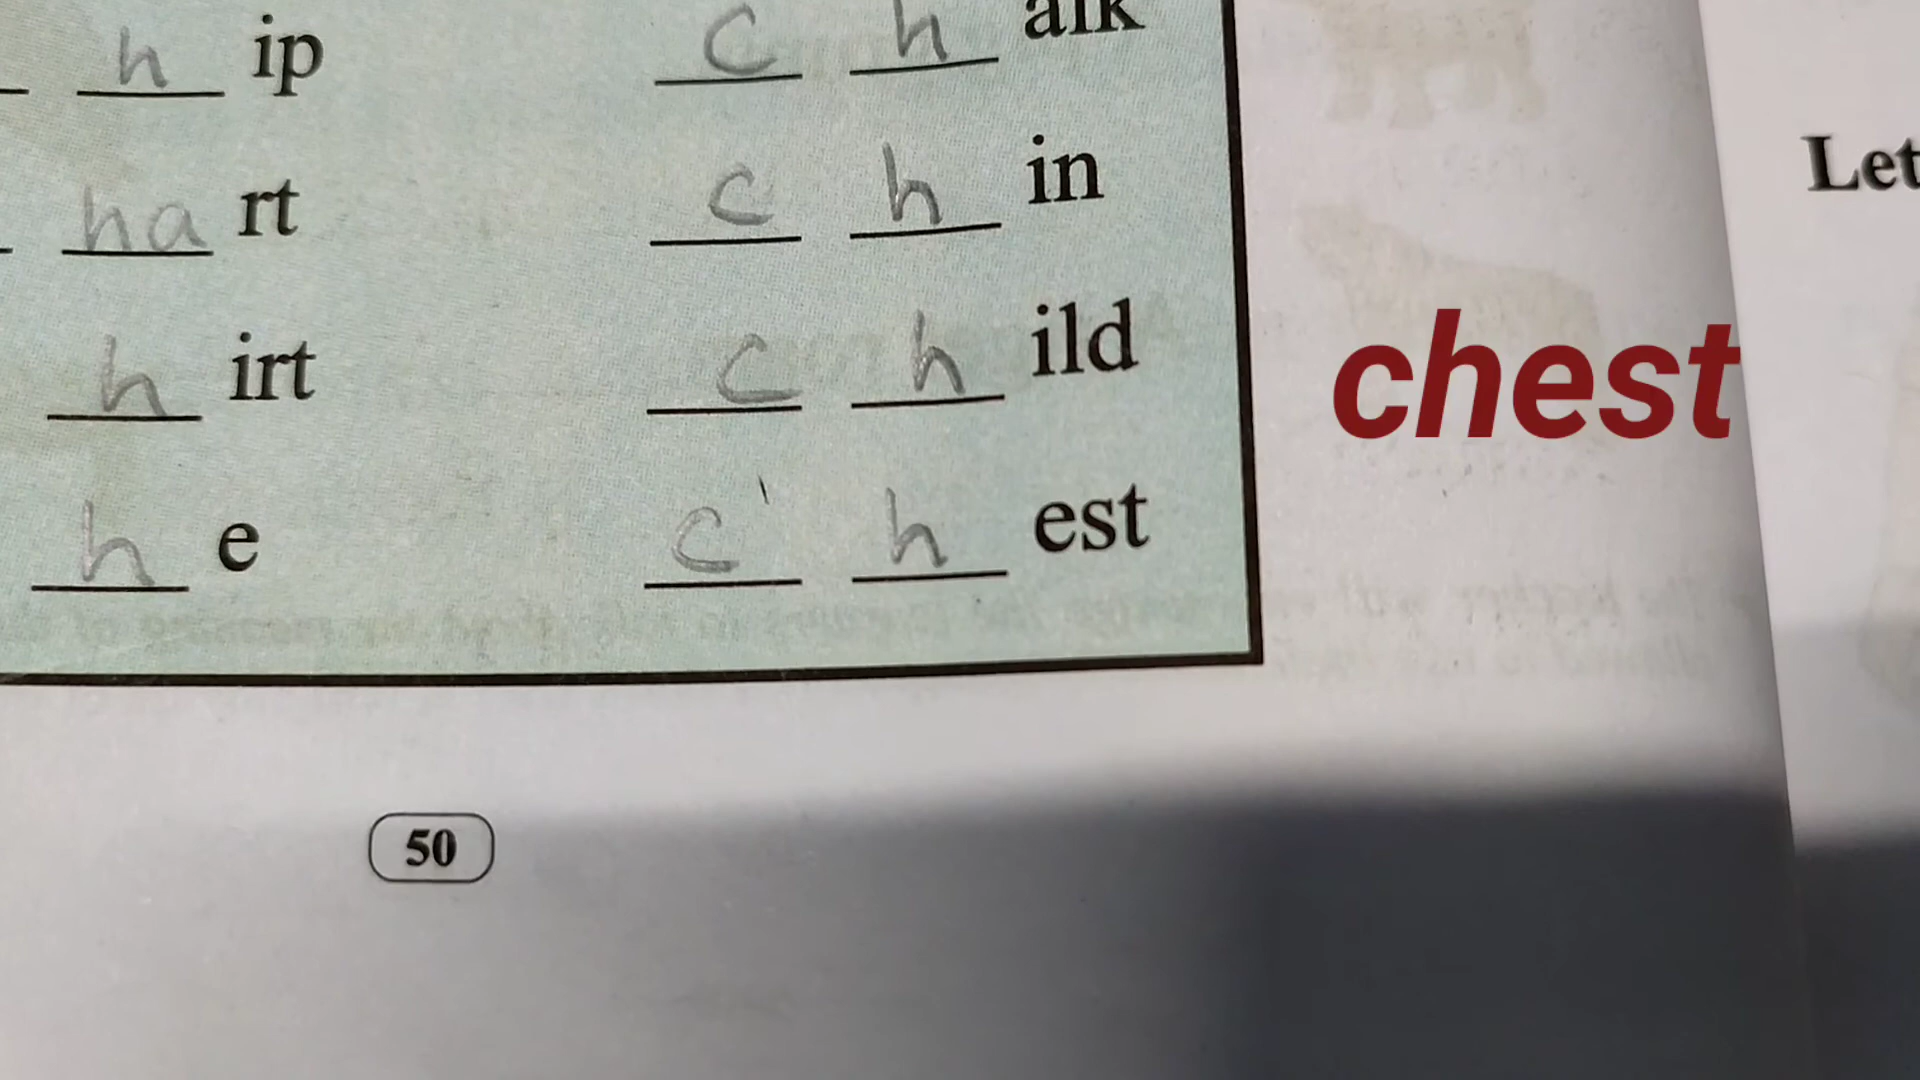 h ip c h alk
ha rt c h in
h irt c h ild
h e c h est
chest
50
Let